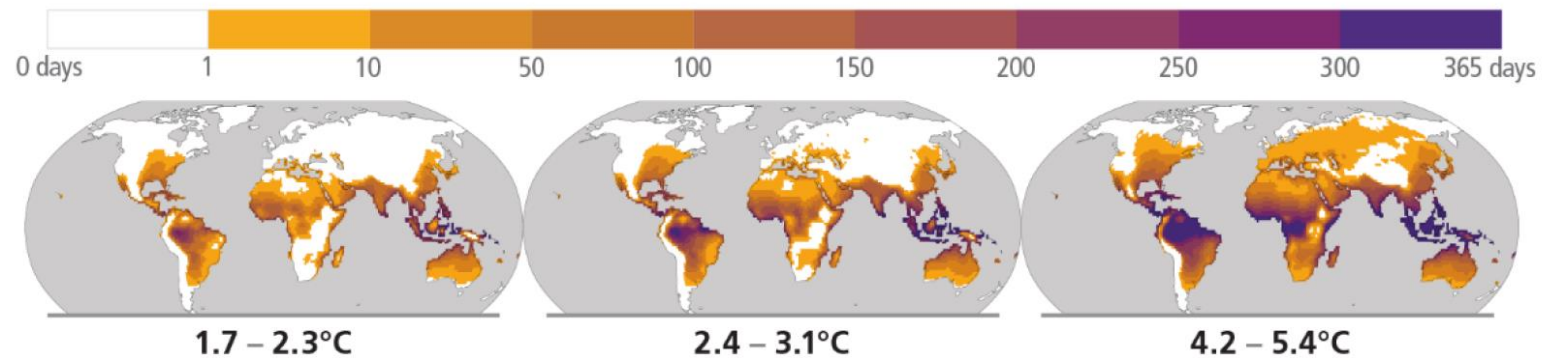 0 days 1 10 50 100 150 200 250 300 365 days
1.7 – 2.3°C 2.4 – 3.1°C 4.2 – 5.4°C